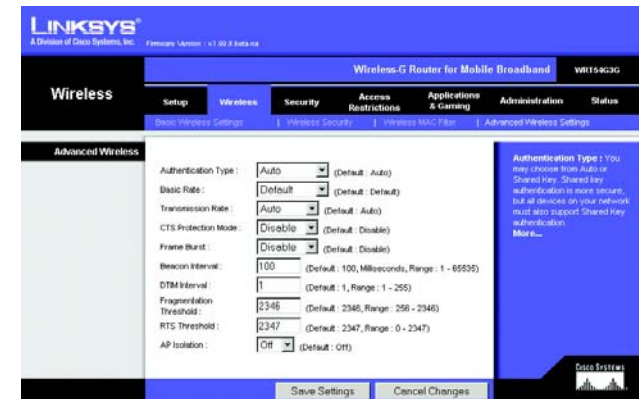 LINKSYS®
A Division of Cisco Systems, Inc.
Firmware Version : v1.99.8.beta-na
Wireless-G Router for Mobile Broadband WRT54G3G
Wireless
Setup Wireless Security Access Restrictions Applications & Gaming Administration Status
Basic Wireless Settings | Wireless Security | Wireless MAC Filter | Advanced Wireless Settings
Advanced Wireless
Authentication Type : Auto (Default : Auto)
Basic Rate : Default (Default : Default)
Transmission Rate : Auto (Default : Auto)
CTS Protection Mode : Disable (Default : Disable)
Frame Burst : Disable (Default : Disable)
Beacon Interval : 100 (Default : 100, Milliseconds, Range : 1 - 65535)
DTIM Interval : 1 (Default : 1, Range : 1 - 255)
Fragmentation Threshold : 2346 (Default : 2346, Range : 256 - 2346)
RTS Threshold : 2347 (Default : 2347, Range : 0 - 2347)
AP Isolation : Off (Default : Off)
Authentication Type : You
may choose from Auto or
Shared Key. Shared key
authentication is more secure,
but all devices on your network
must also support Shared Key
authentication.
More...
Cisco Systems
Save Settings Cancel Changes